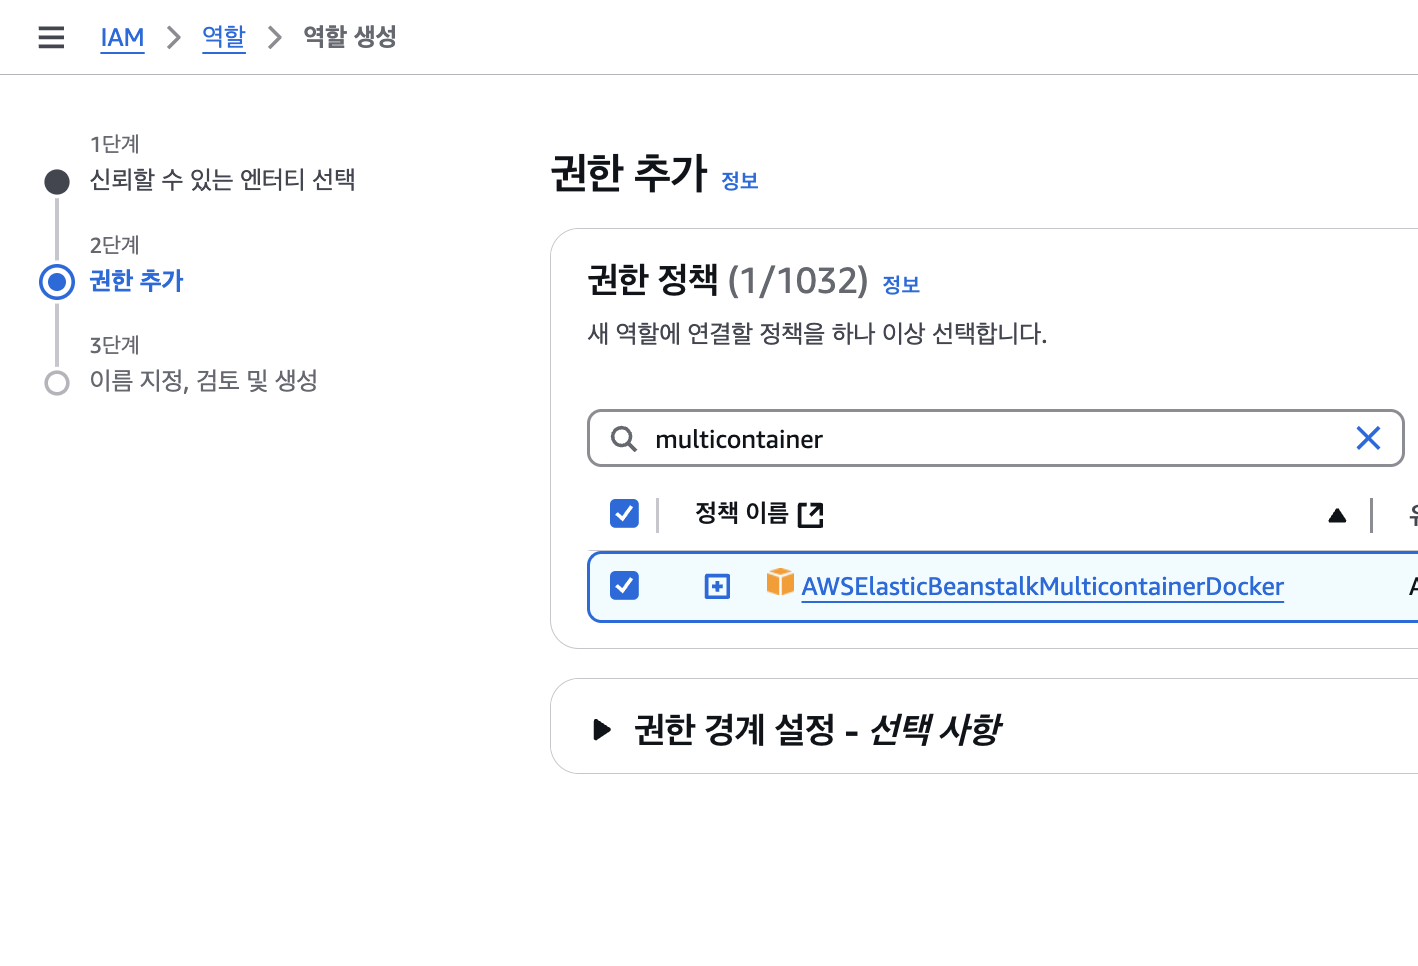 IAM > 역할 > 역할 생성
1단계
신뢰할 수 있는 엔터티 선택
2단계
권한 추가
3단계
이름 지정, 검토 및 생성
권한 추가 정보
권한 정책 (1/1032) 정보
새 역할에 연결할 정책을 하나 이상 선택합니다.
multicontainer
정책 이름
AWSElasticBeanstalkMulticontainerDocker
권한 경계 설정 - 선택 사항